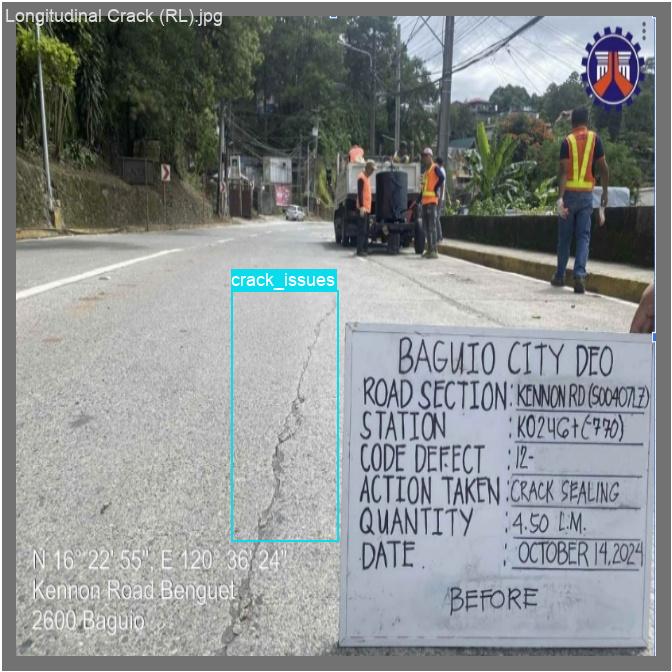 Longitudinal Crack (RL).jpg
crack_issues
BAGUIO CITY DEO
ROAD SECTION: KENNON RD (S00407LZ)
STATION : K0246+(-770)
CODE DEFECT : 12-
ACTION TAKEN : CRACK SEALING
QUANTITY : 4.50 L.M.
DATE : OCTOBER 14, 2024
BEFORE
N 16° 22' 55", E 120° 36' 24"
Kennon Road Benguet
2600 Baguio